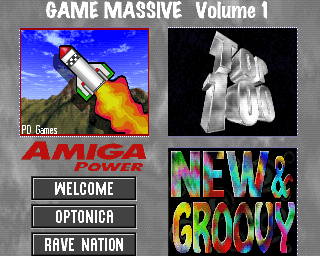 GAME MASSIVE Volume 1
PD Games
TOP
100
AMIGA
POWER
NEW &
GROOVY
WELCOME
OPTONICA
RAVE NATION